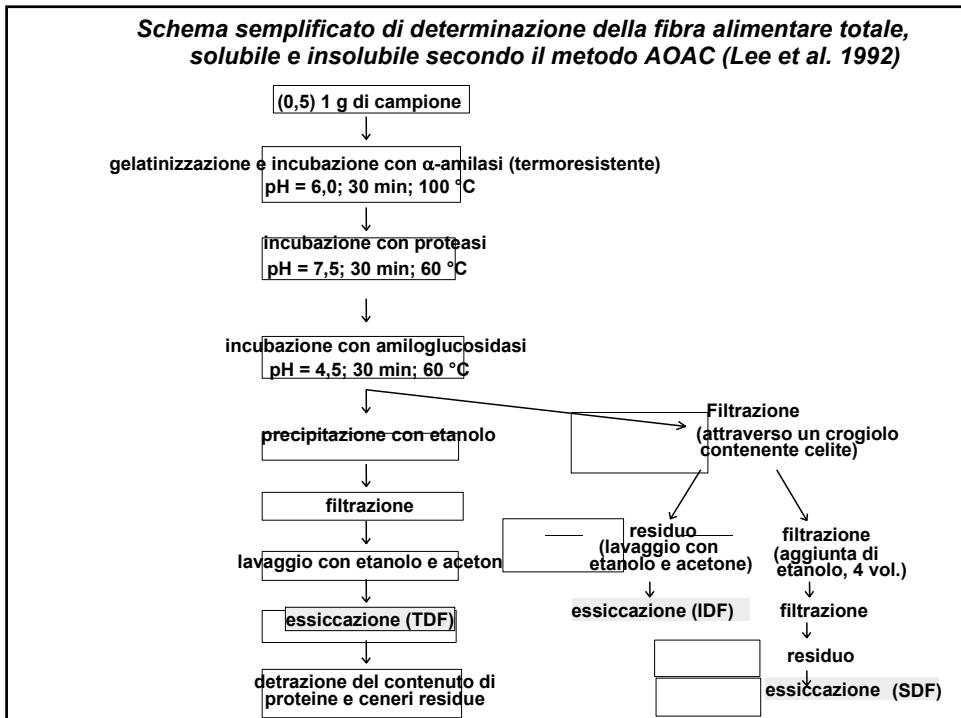 Schema semplificato di determinazione della fibra alimentare totale,
solubile e insolubile secondo il metodo AOAC (Lee et al. 1992)
(0,5) 1 g di campione
gelatinizzazione e incubazione con α-amilasi (termoresistente)
pH = 6,0; 30 min; 100 °C
incubazione con proteasi
pH = 7,5; 30 min; 60 °C
incubazione con amiloglucosidasi
pH = 4,5; 30 min; 60 °C
precipitazione con etanolo
filtrazione
lavaggio con etanolo e aceton
essiccazione (TDF)
detrazione del contenuto di
proteine e ceneri residue
Filtrazione
(attraverso un crogiolo
contenente celite)
residuo
(lavaggio con
etanolo e acetone)
essiccazione (IDF)
filtrazione
(aggiunta di
etanolo, 4 vol.)
filtrazione
residuo
essiccazione (SDF)